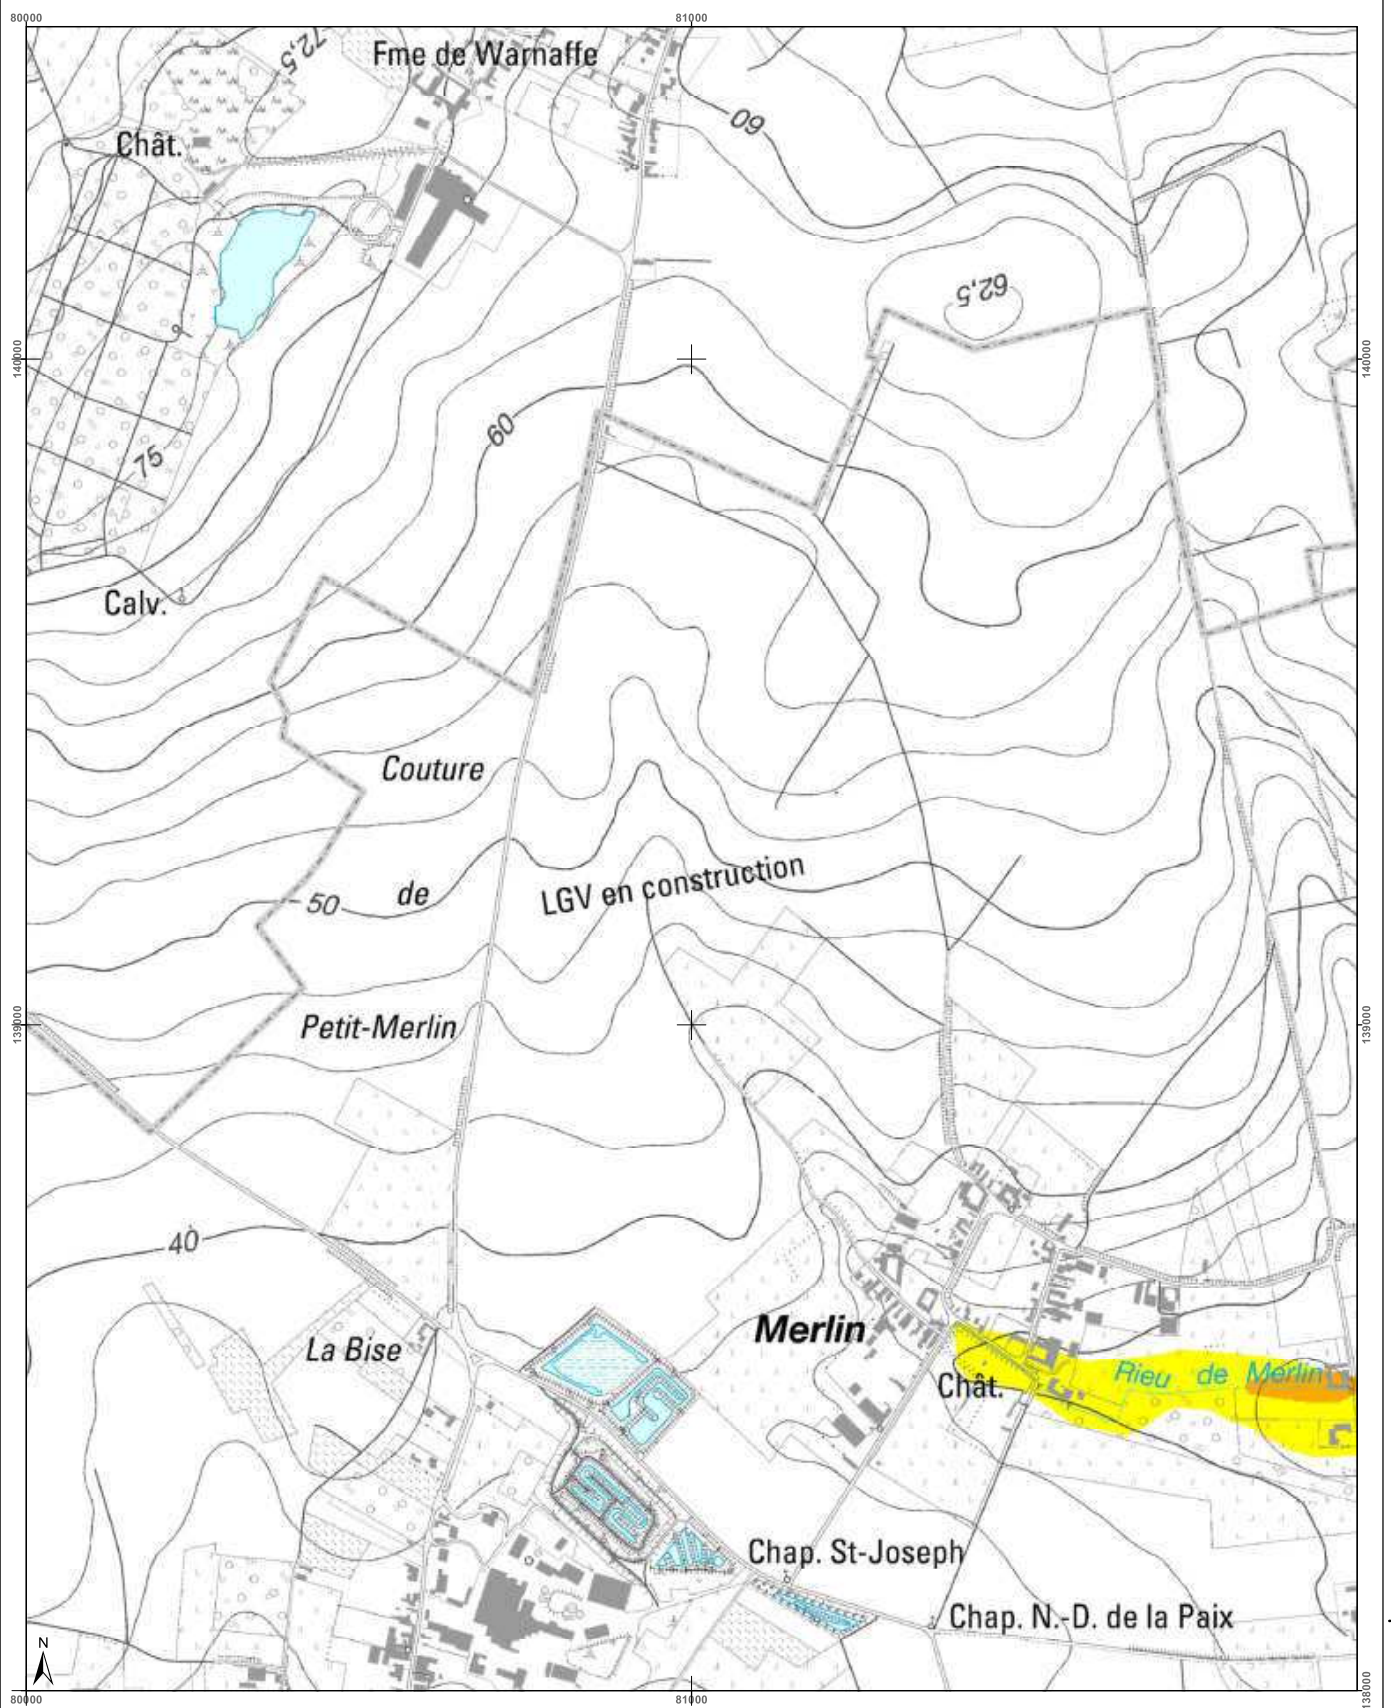 80000
81000
72,5
Fme de Warnaffe
60
Chât.
62,5
140000
140000
60
75
Calv.
Couture
LGV en construction
50
de
139000
Petit-Merlin
139000
40
Merlin
La Bise
Rieu de Merlin
Chât.
Chap. St-Joseph
Chap. N.-D. de la Paix
N
80000
81000
138000